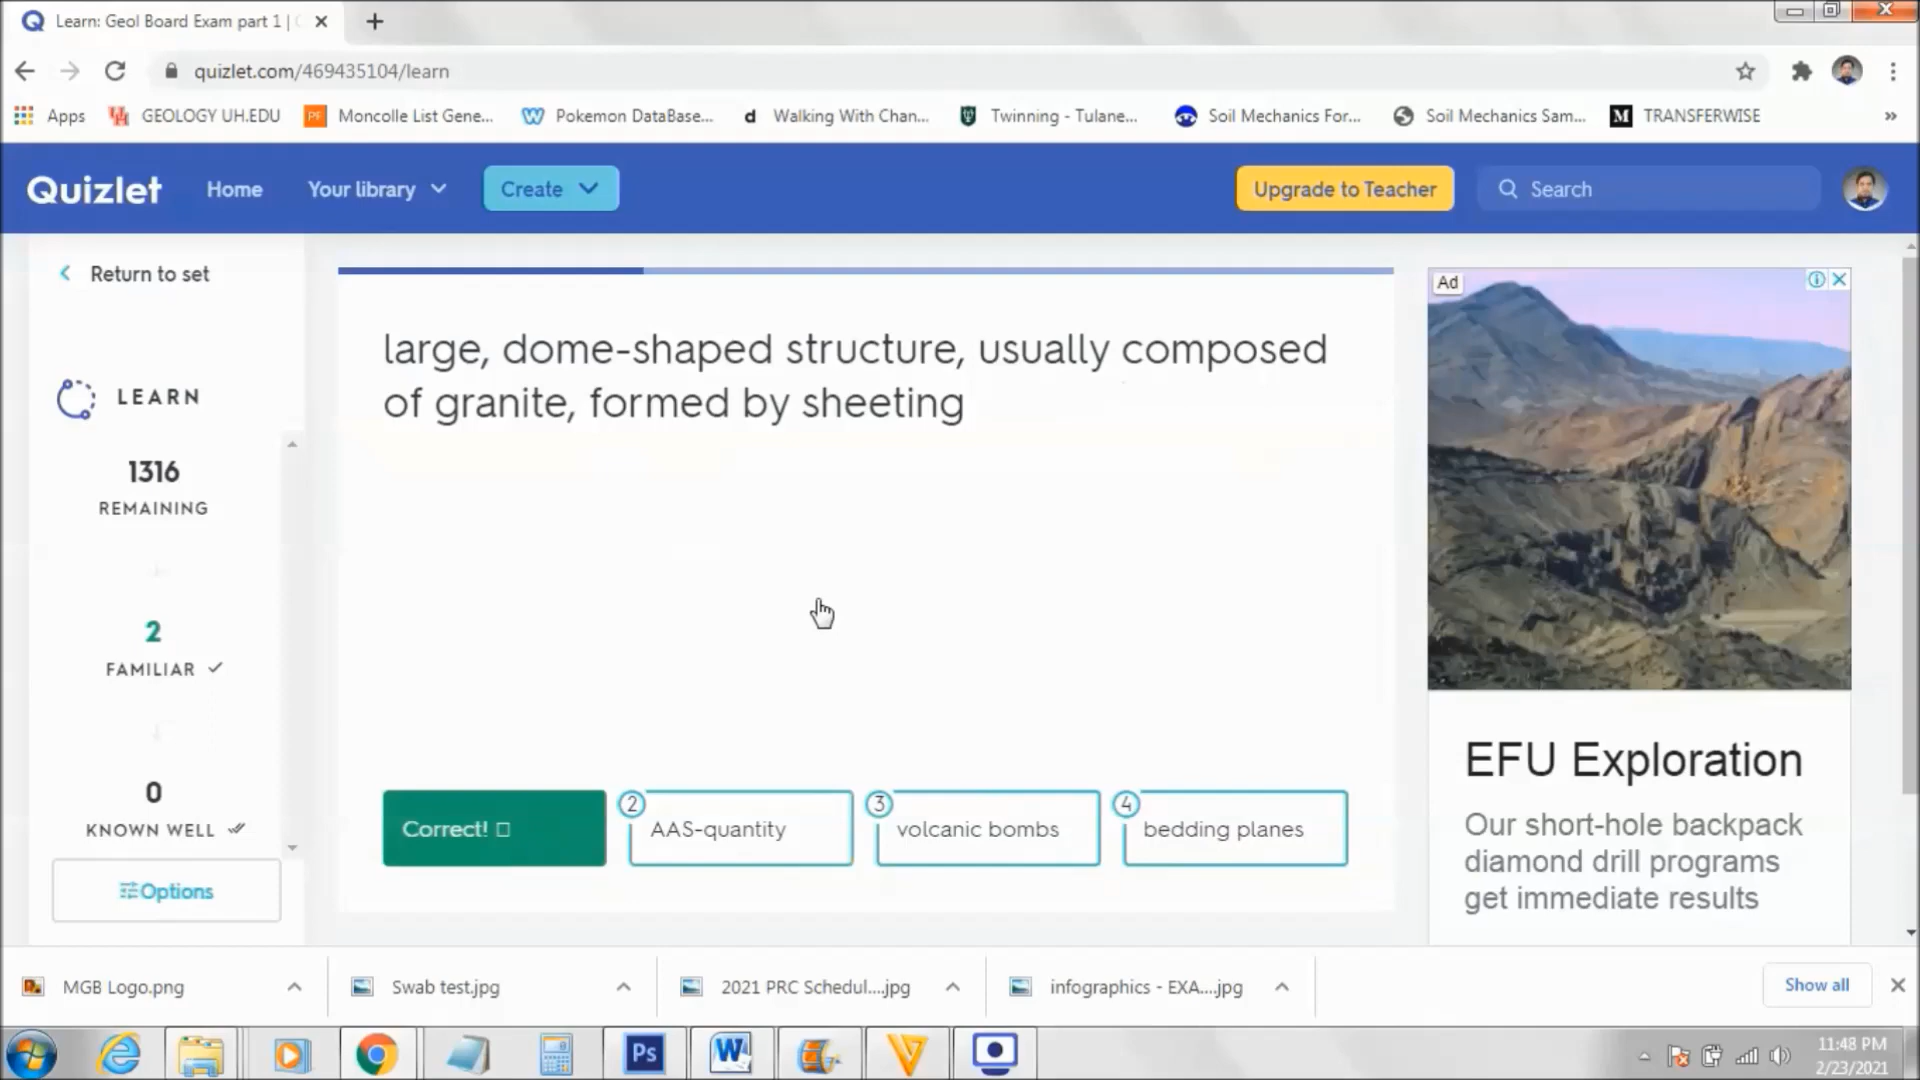 Learn: Geol Board Exam part 1 |
quizlet.com/469435104/learn
Apps
GEOLOGY UH.EDU
PF
Moncolle List Gene...
Pokemon DataBase...
d
Walking With Chan...
Twinning - Tulane...
Soil Mechanics For...
Soil Mechanics Sam...
M
TRANSFERWISE
»
Quizlet
Home
Your library
Create
Upgrade to Teacher
Search
Return to set
LEARN
1316
REMAINING
2
FAMILIAR
0
KNOWN WELL
Options
large, dome-shaped structure, usually composed
of granite, formed by sheeting
Correct!
2
AAS-quantity
3
volcanic bombs
4
bedding planes
Ad
EFU Exploration
Our short-hole backpack
diamond drill programs
get immediate results
MGB Logo.png
Swab test.jpg
2021 PRC Schedul....jpg
infographics - EXA....jpg
Show all
Ps
W
11:48 PM
2/23/2021